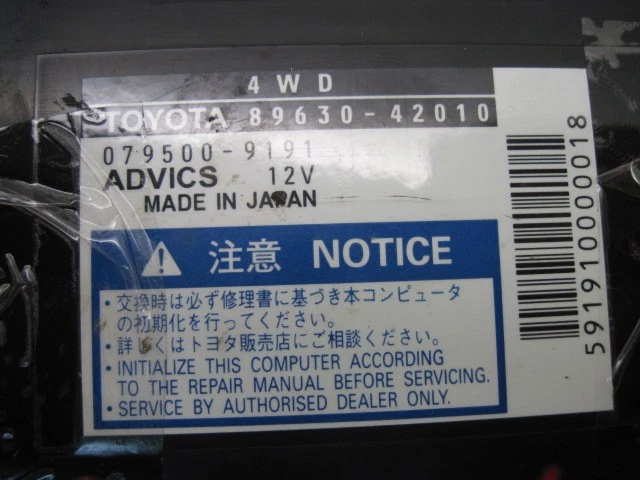 4WD
TOYOTA 89630-42010
079500-9191
ADVICS 12V
MADE IN JAPAN
注意 NOTICE
・交換時は必ず修理書に基づき本コンピュータ
の初期化を行ってください。
・詳しくはトヨタ販売店にご相談ください。
・INITIALIZE THIS COMPUTER ACCORDING
TO THE REPAIR MANUAL BEFORE SERVICING.
・SERVICE BY AUTHORISED DEALER ONLY.
591910000018